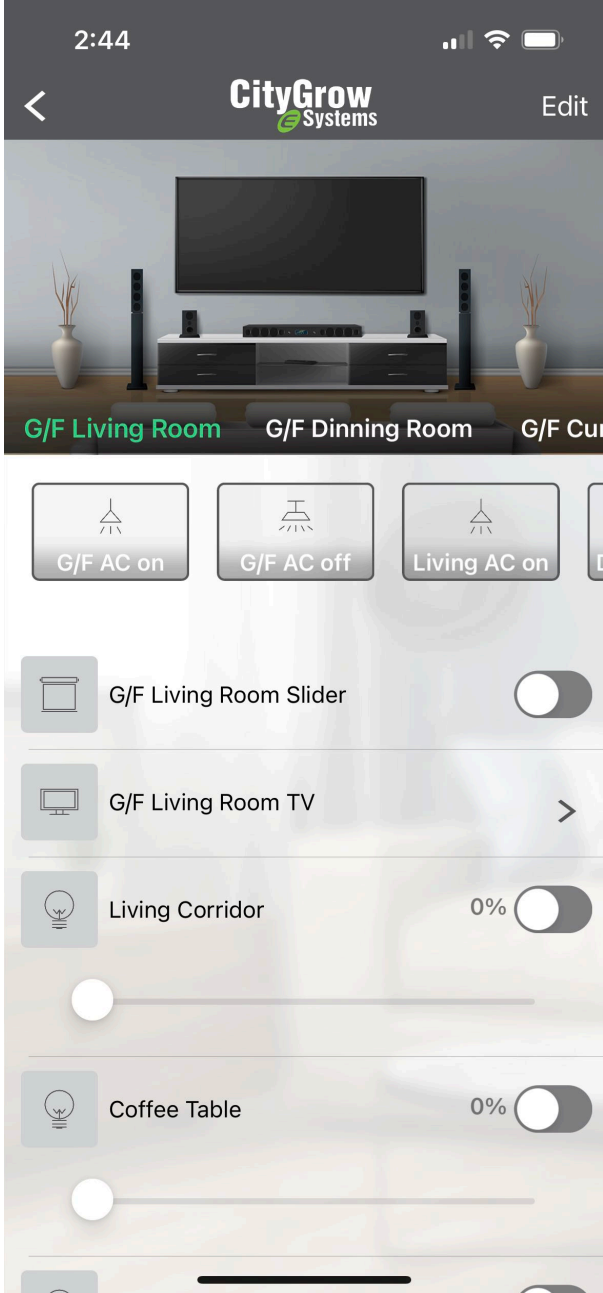 2:44
CityGrow
Systems
Edit
G/F Living Room G/F Dinning Room G/F Cur
G/F AC on
G/F AC off
Living AC on
G/F Living Room Slider
G/F Living Room TV
Living Corridor 0%
Coffee Table 0%